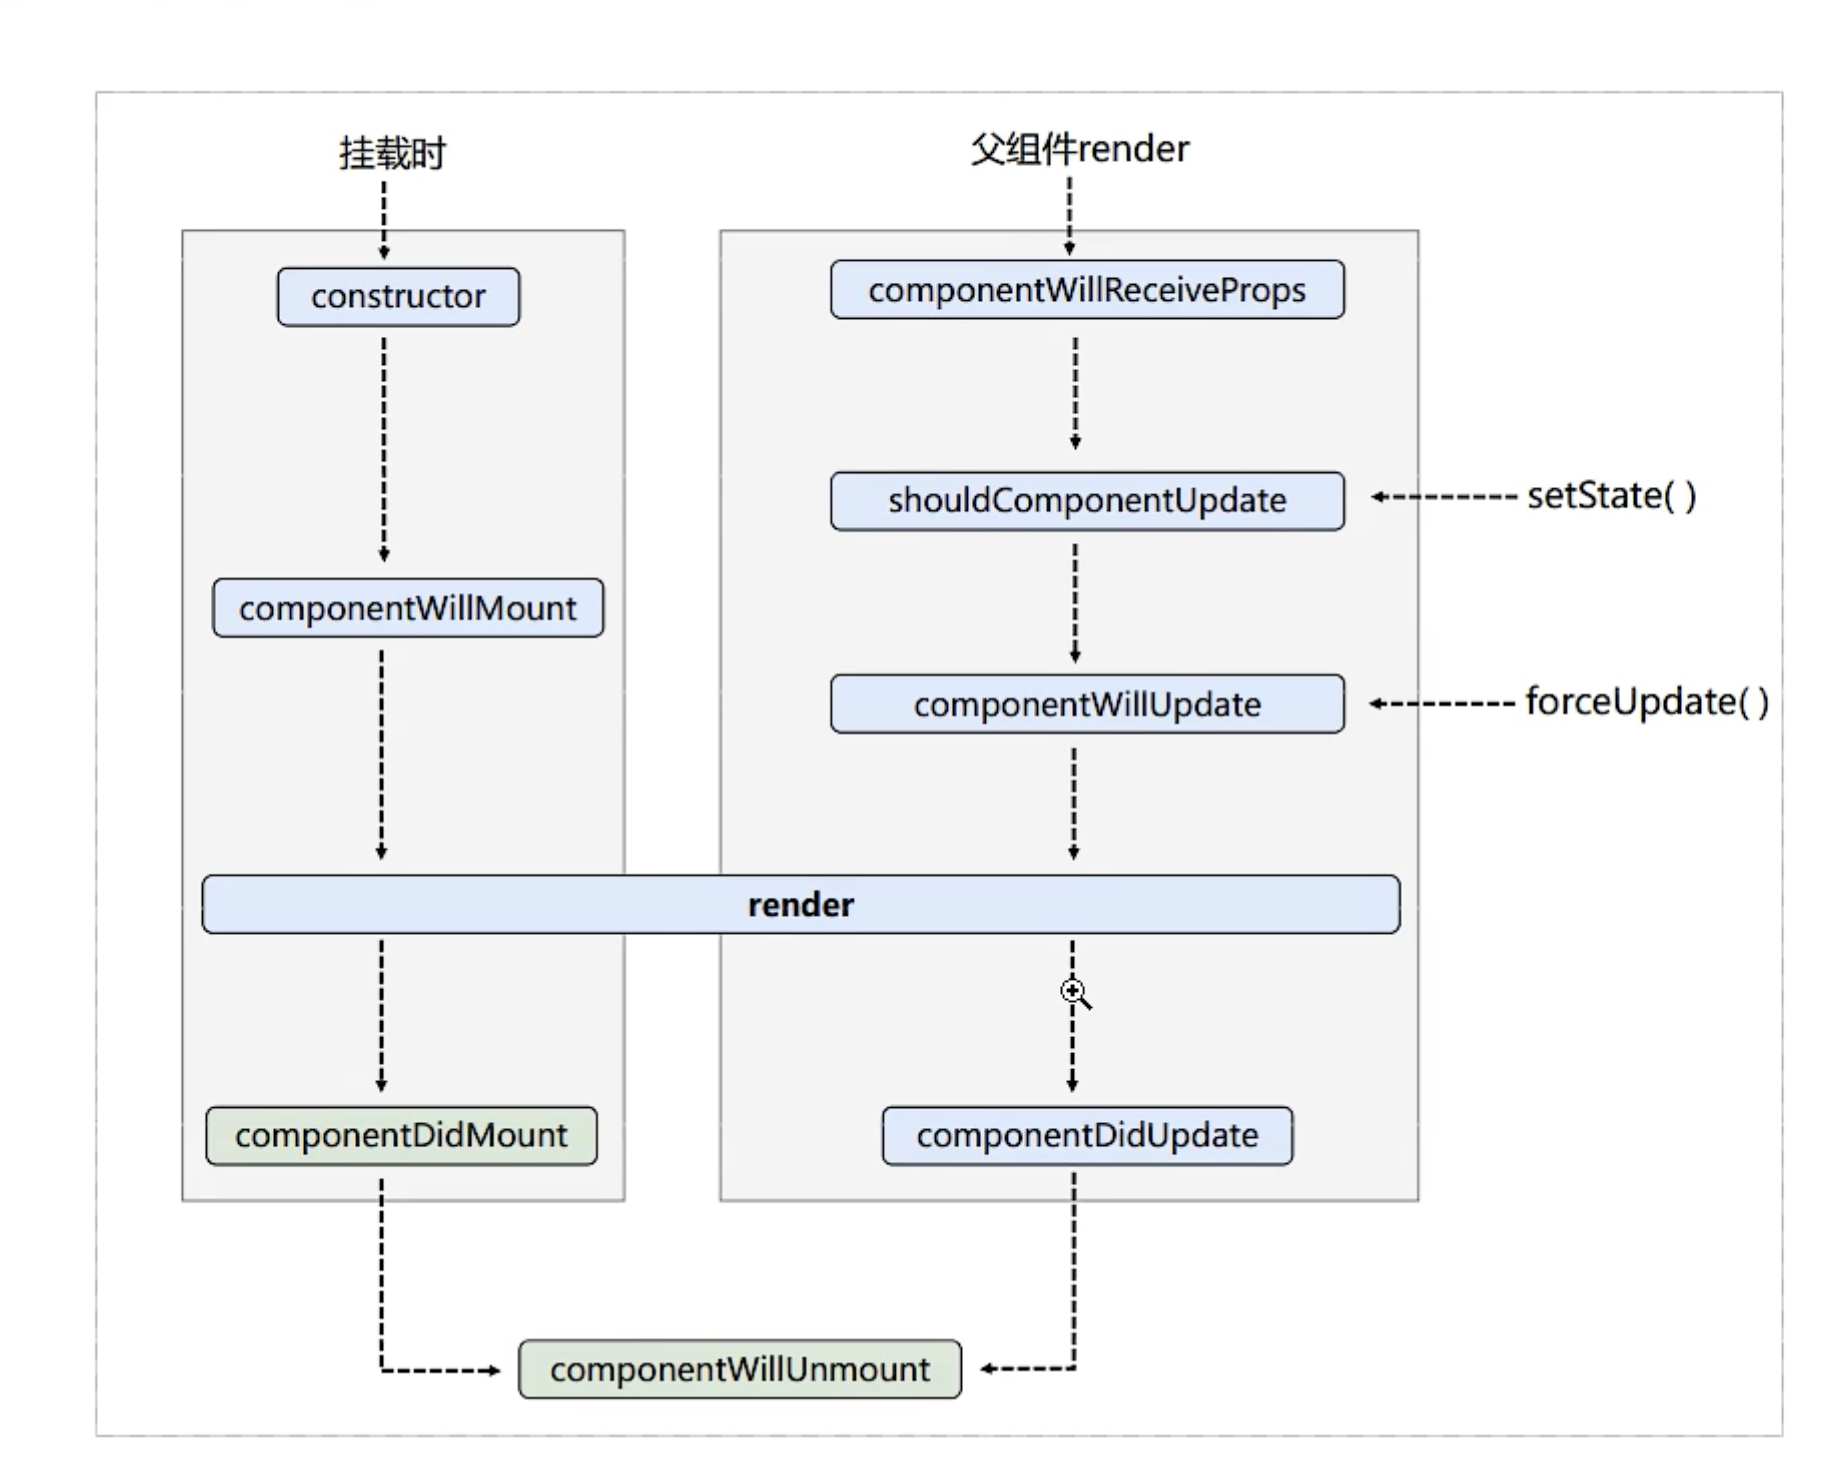 挂载时
constructor
componentWillMount
父组件render
componentWillReceiveProps
shouldComponentUpdate
setState( )
componentWillUpdate
forceUpdate( )
render
componentDidMount
componentDidUpdate
componentWillUnmount